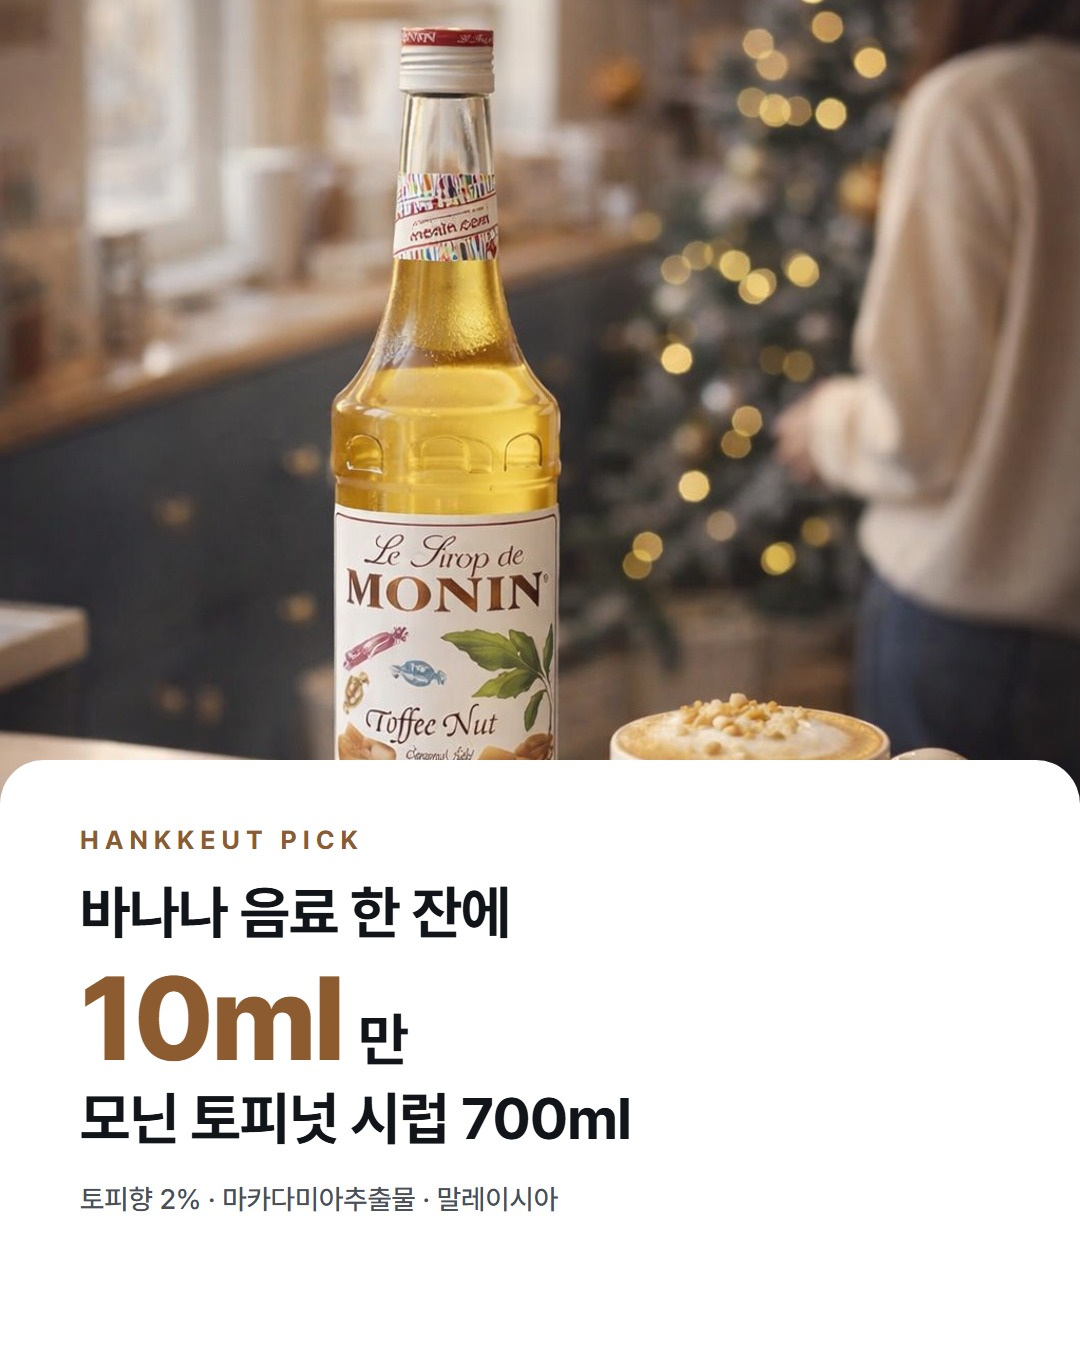 MONIN
Le Sirop de
MONIN
Toffee Nut
HANKKEUT PICK
바나나 음료 한 잔에
10ml 만
모닌 토피넛 시럽 700ml
토피향 2% · 마카다미아추출물 · 말레이시아